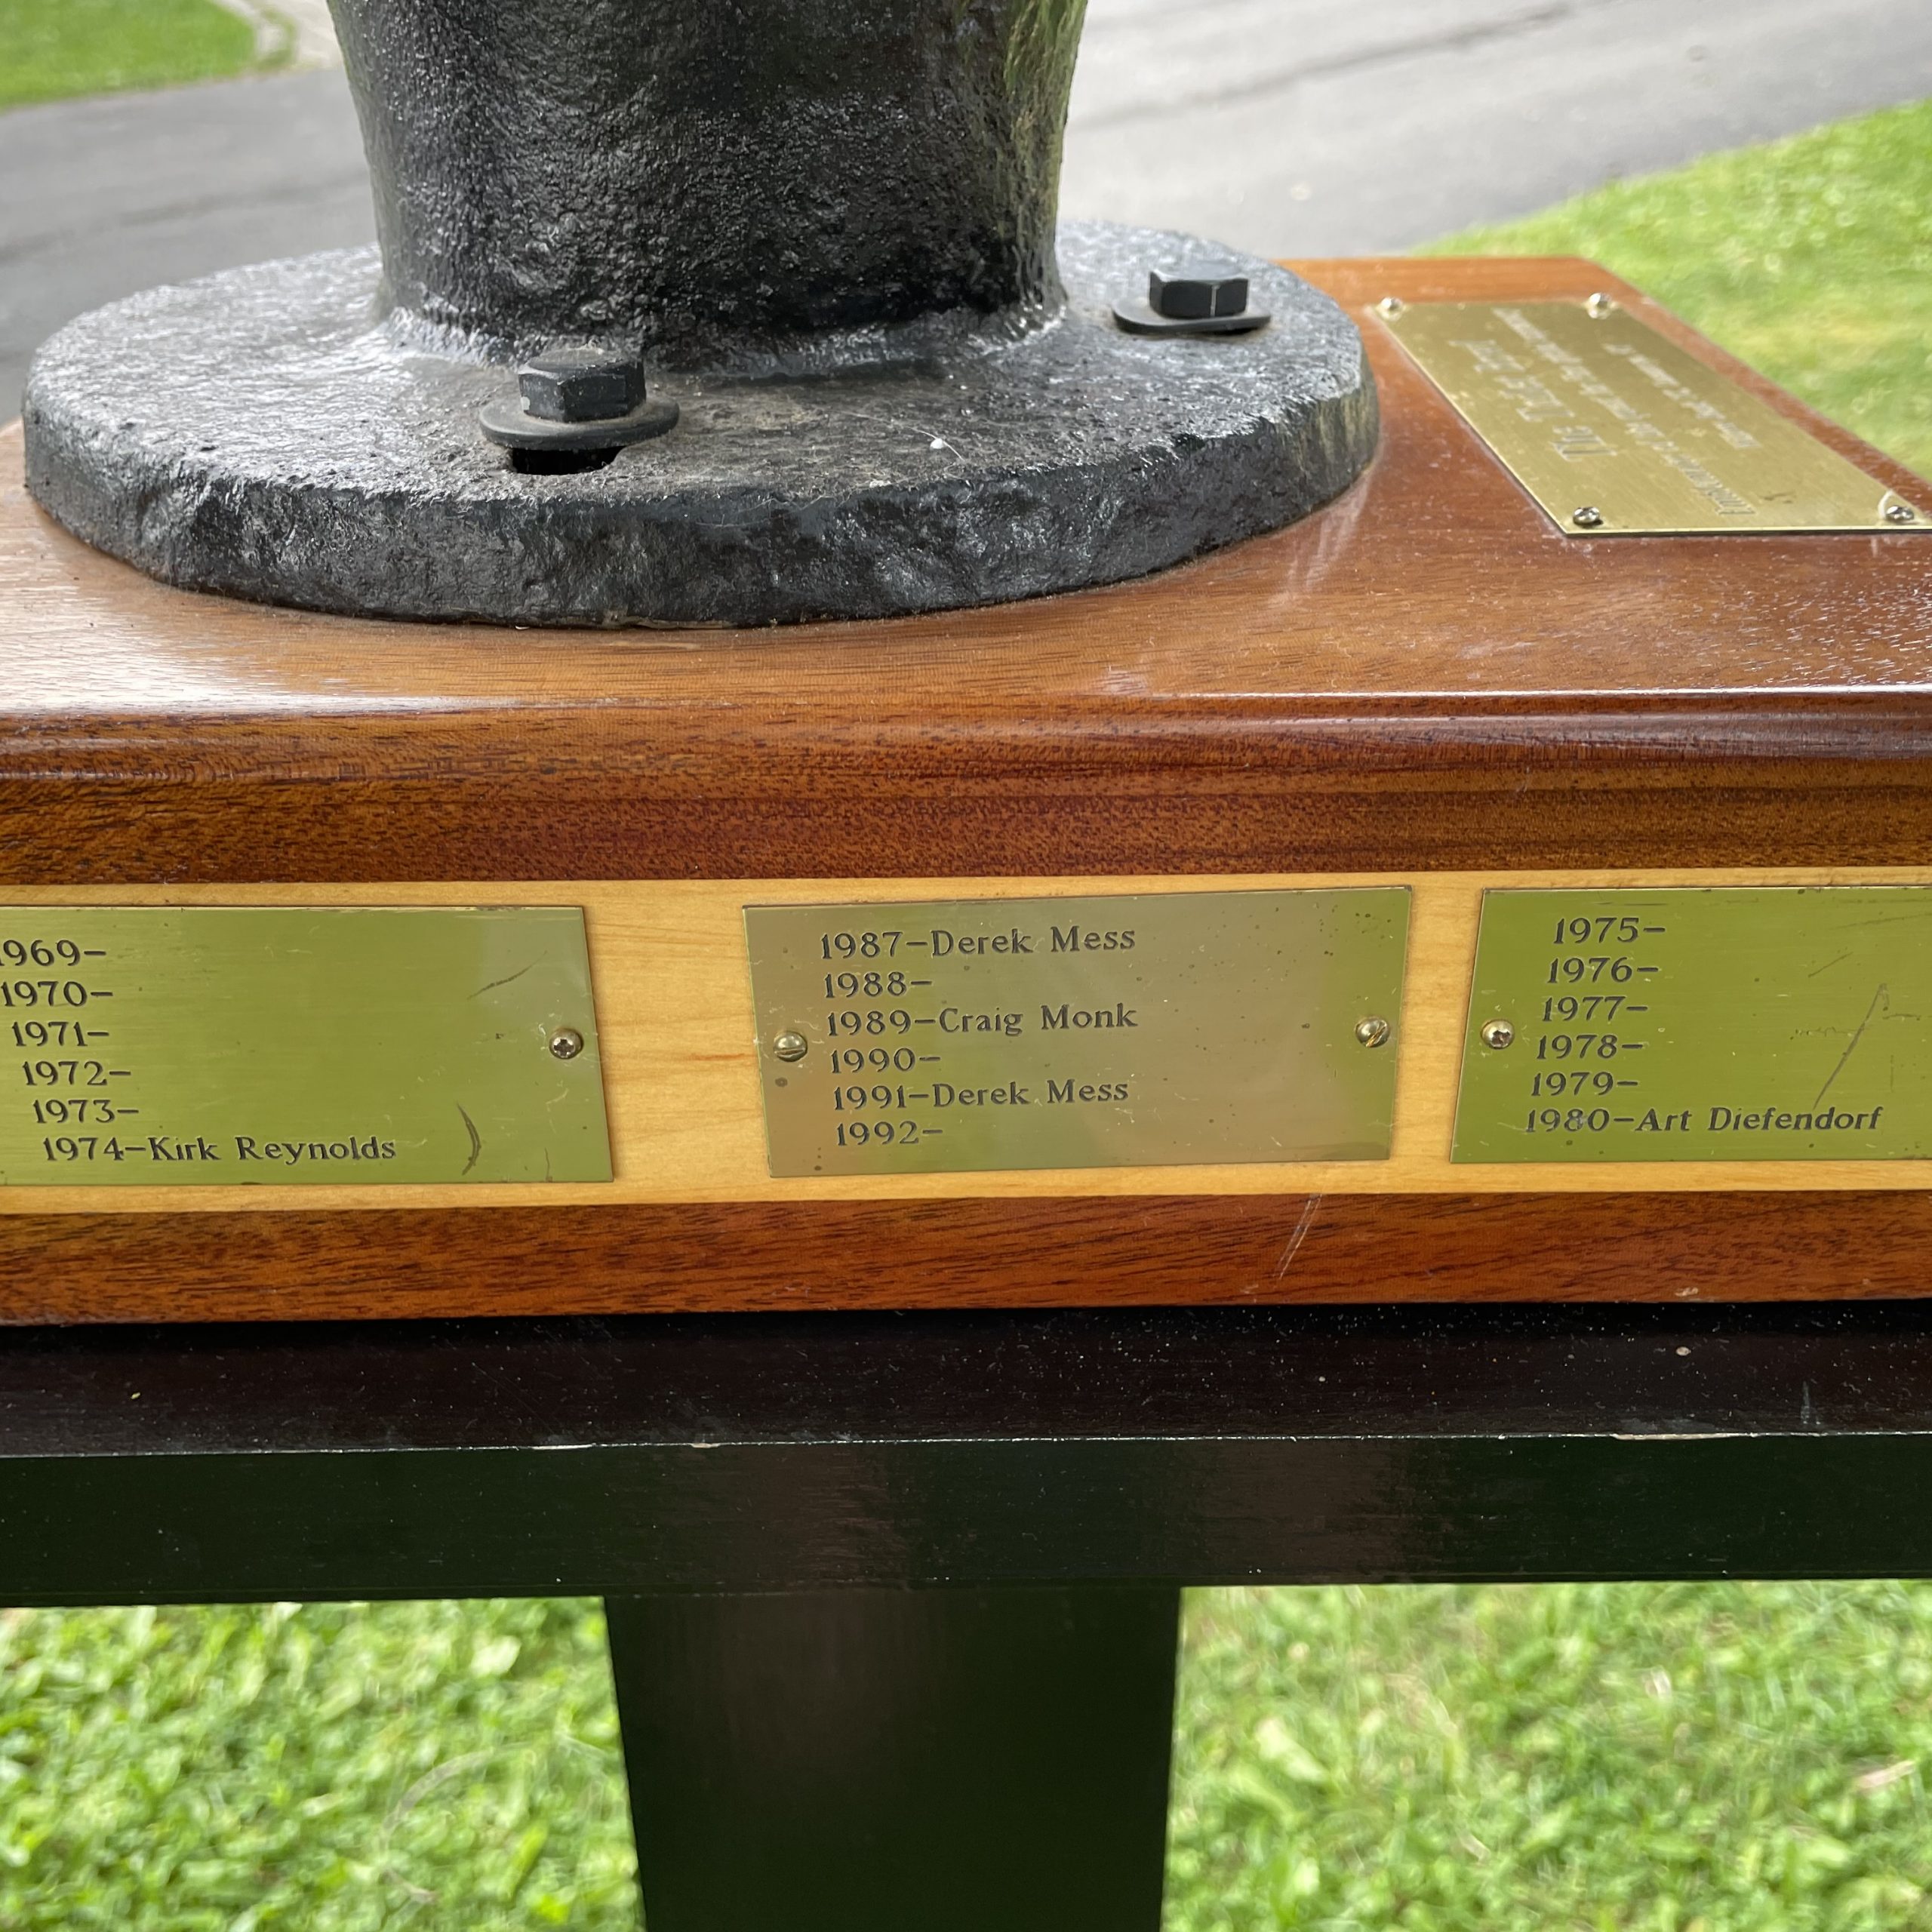 1969-
1970-
1971-
1972-
1973-
1974-Kirk Reynolds
1987-Derek Mess
1988-
1989-Craig Monk
1990-
1991-Derek Mess
1992-
1975-
1976-
1977-
1978-
1979-
1980-Art Diefendorf